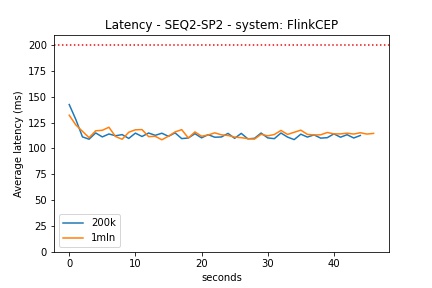 Latency - SEQ2-SP2 - system: FlinkCEP
Average latency (ms)
200
175
150
125
100
75
50
25
0
200k
1mln
0 10 20 30 40
seconds